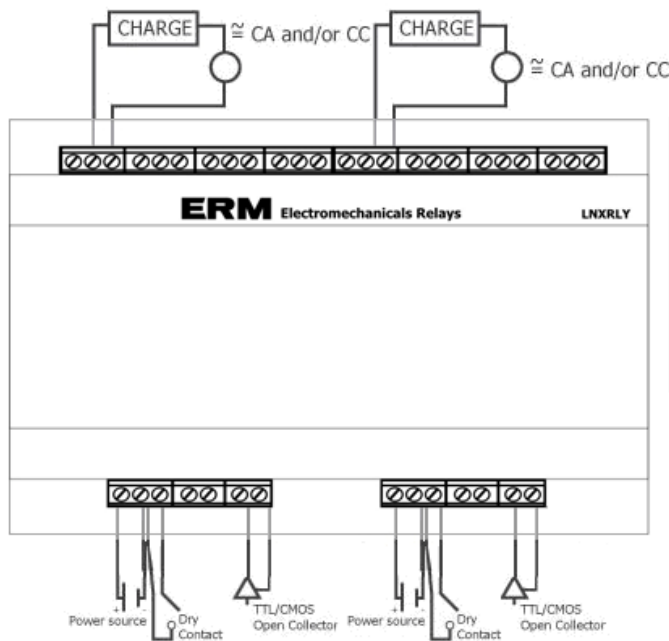 CHARGE
≅ CA and/or CC
CHARGE
≅ CA and/or CC
ERM Electromechanicals Relays LNXRLY
+ -
Power source
Dry
Contact
TTL/CMOS
Open Collector
+ -
Power source
Dry
Contact
TTL/CMOS
Open Collector